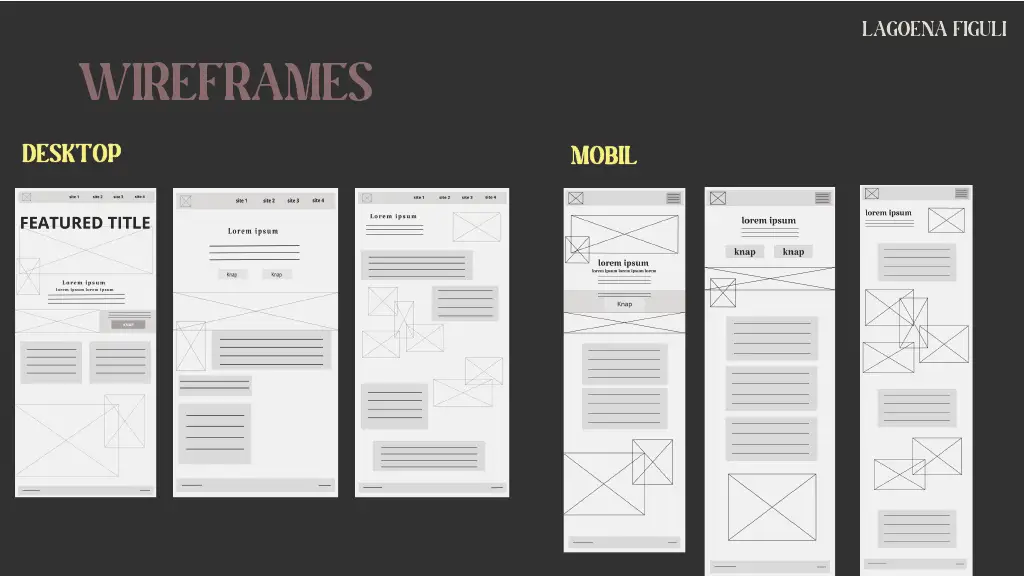 LAGOENA FIGULI
WIREFRAMES
DESKTOP
site 1 site 2 site 3 site 4
FEATURED TITLE
Lorem ipsum
lorem ipsum lorem ipsum
KNAP
site 1 site 2 site 3 site 4
Lorem ipsum
Knap Knap
site 1 site 2 site 3 site 4
Lorem ipsum
MOBIL
lorem ipsum
lorem ipsum lorem ipsum lorem
Knap
lorem ipsum
knap knap
lorem ipsum